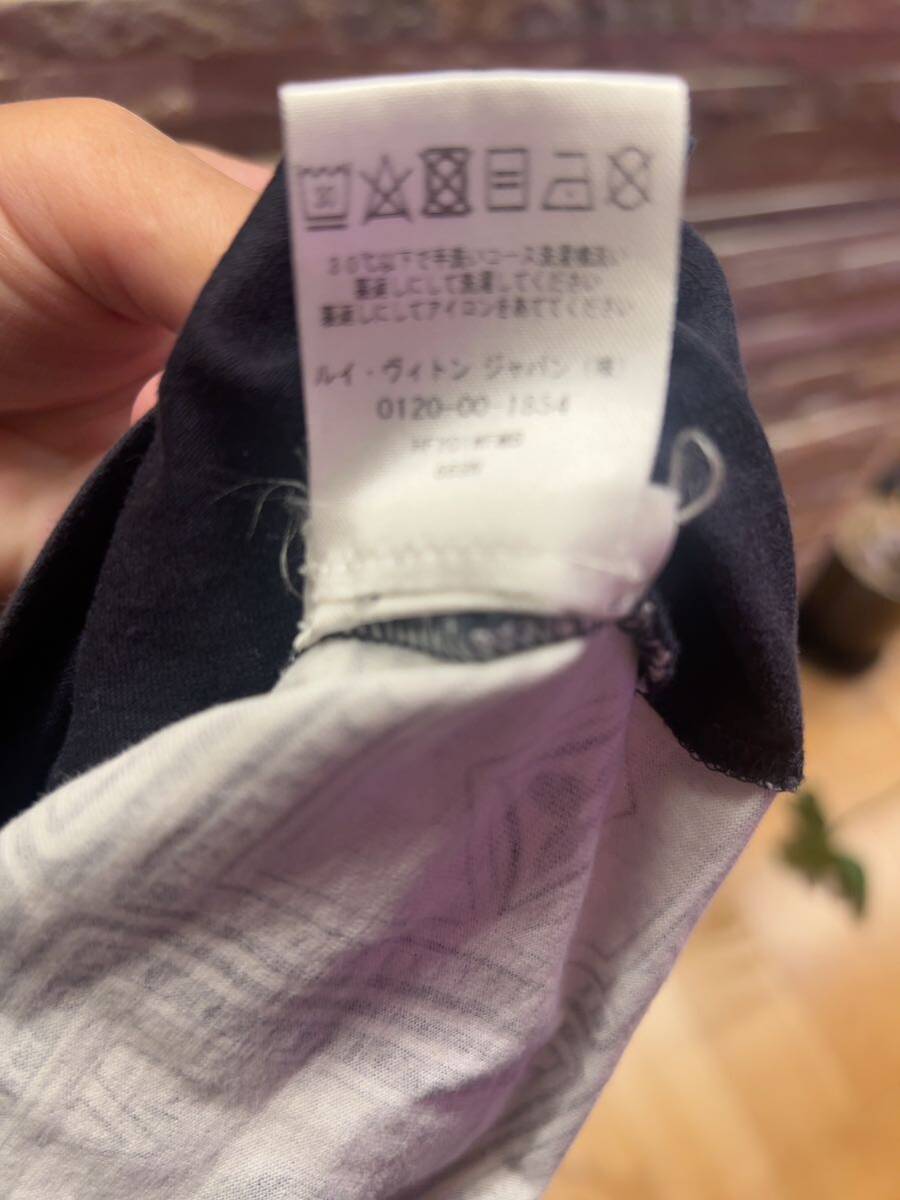 30
30℃以下で手洗いコース洗濯機洗い
裏返しにして洗濯してください
裏返しにしてアイロンをあててください
ルイ・ヴィトン ジャパン(株)
0120-00-1854